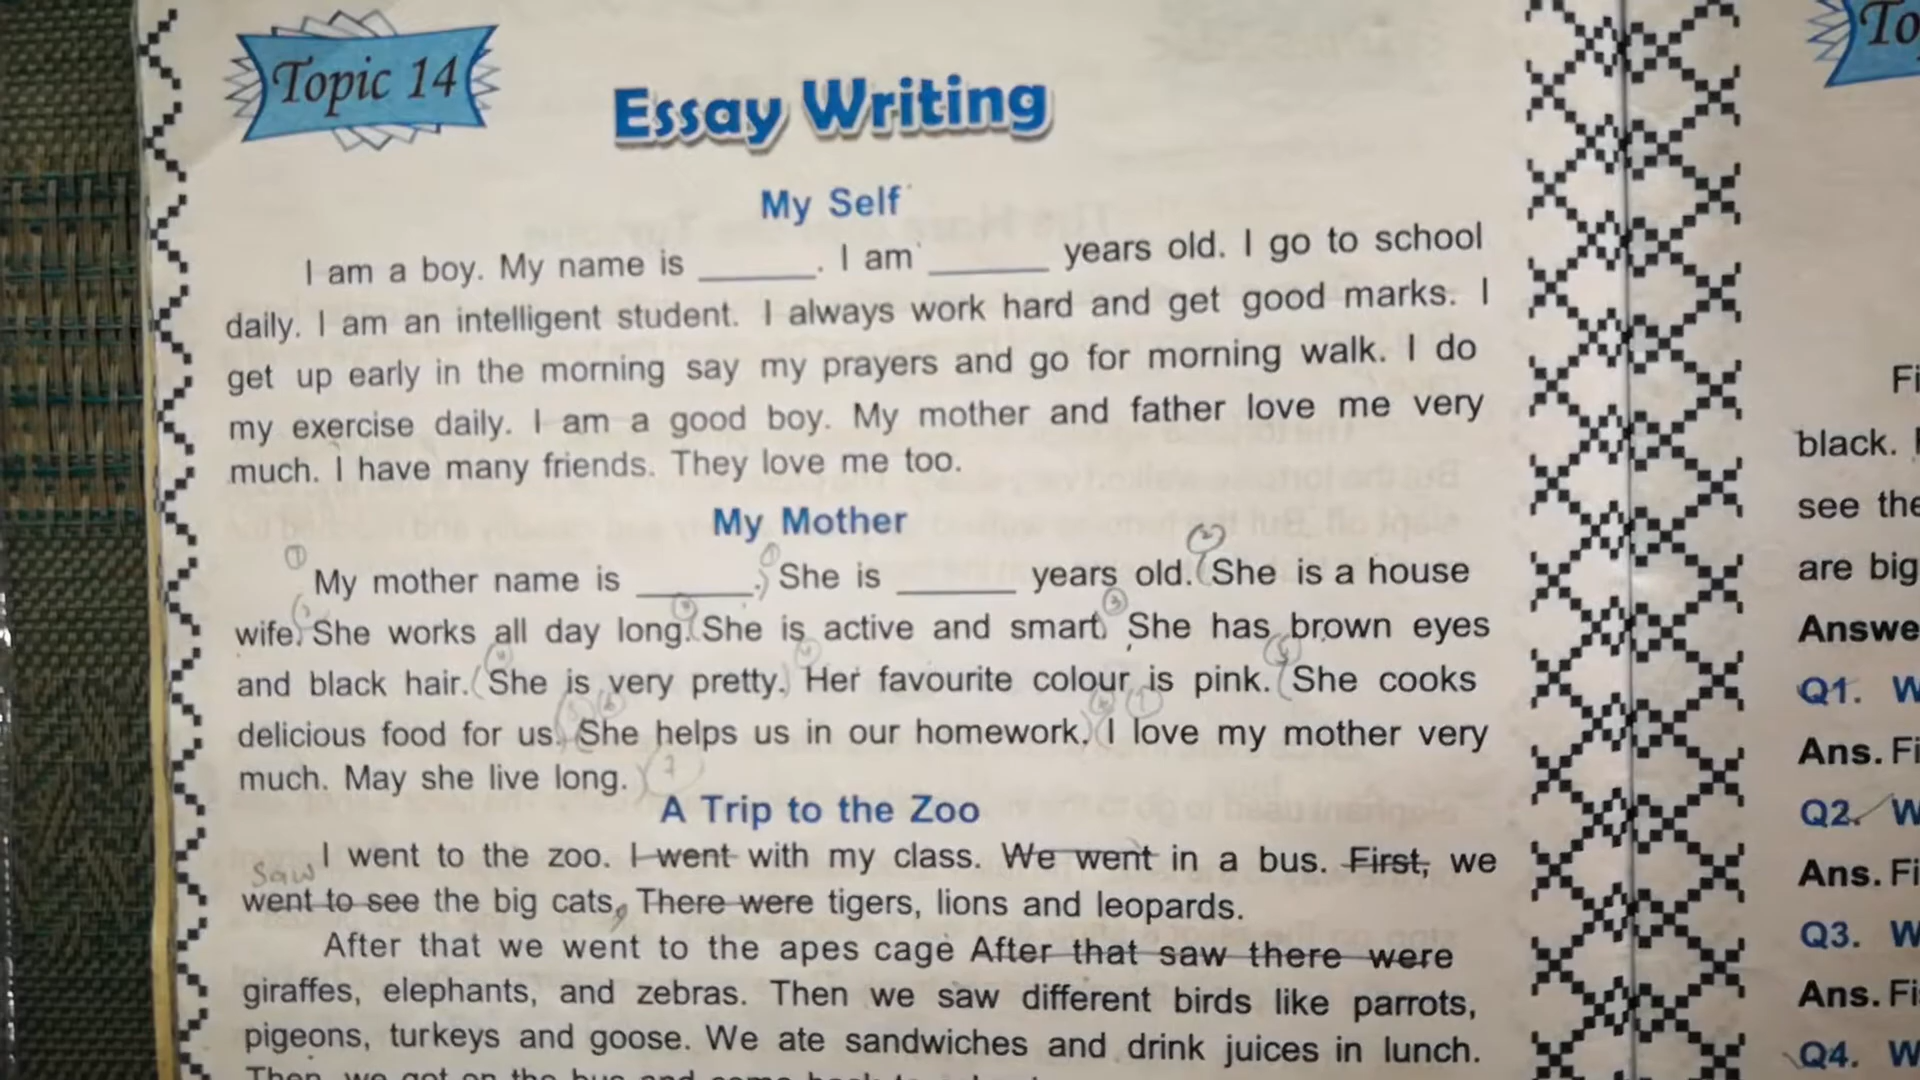 Topic 14
Essay Writing
My Self
I am a boy. My name is ______. I am ______ years old. I go to school
daily. I am an intelligent student. I always work hard and get good marks. I
get up early in the morning say my prayers and go for morning walk. I do
my exercise daily. I am a good boy. My mother and father love me very
much. I have many friends. They love me too.
My Mother
My mother name is ______. She is ______ years old. She is a house
wife. She works all day long. She is active and smart. She has brown eyes
and black hair. She is very pretty. Her favourite colour is pink. She cooks
delicious food for us. She helps us in our homework. I love my mother very
much. May she live long.
A Trip to the Zoo
I went to the zoo. I went with my class. We went in a bus. First, we
saw
went to see the big cats, There were tigers, lions and leopards.
After that we went to the apes cage After that saw there were
giraffes, elephants, and zebras. Then we saw different birds like parrots,
pigeons, turkeys and goose. We ate sandwiches and drink juices in lunch.
To
Fi
black.
see the
are big
Answe
Q1. W
Ans. Fi
Q2. W
Ans. Fi
Q3. W
Ans. Fi
Q4. W